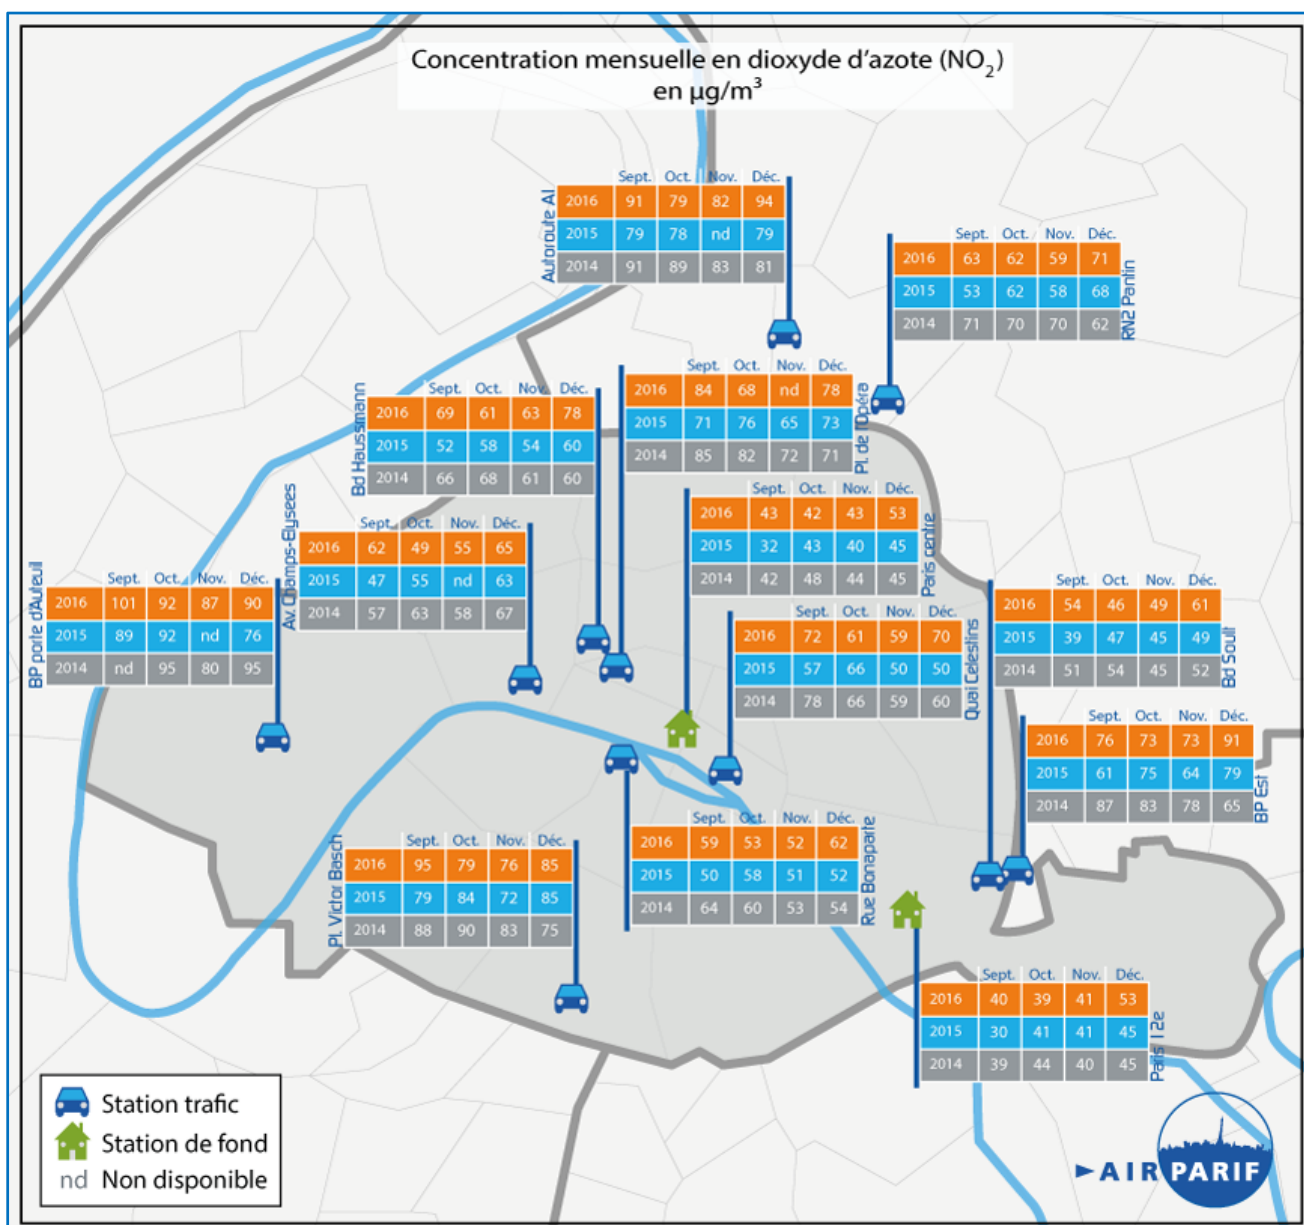 Concentration mensuelle en dioxyde d'azote (NO₂)
en µg/m³
Autoroute A1
Sept. Oct. Nov. Déc.
2016 91 79 82 94
2015 79 78 nd 79
2014 91 89 83 81
RN2 Pantin
Sept. Oct. Nov. Déc.
2016 63 62 59 71
2015 53 62 58 68
2014 71 70 70 62
Bd Haussmann
Sept. Oct. Nov. Déc.
2016 69 61 63 78
2015 52 58 54 60
2014 66 68 61 60
Pl. de l'Opéra
Sept. Oct. Nov. Déc.
2016 84 68 nd 78
2015 71 76 65 73
2014 85 82 72 71
Av. Champs-Elysees
Sept. Oct. Nov. Déc.
2016 62 49 55 65
2015 47 55 nd 63
2014 57 63 58 67
Paris centre
Sept. Oct. Nov. Déc.
2016 43 42 43 53
2015 32 43 40 45
2014 42 48 44 45
BP porte d'Auteuil
Sept. Oct. Nov. Déc.
2016 101 92 87 90
2015 89 92 nd 76
2014 nd 95 80 95
Quai Celestins
Sept. Oct. Nov. Déc.
2016 72 61 59 70
2015 57 66 50 50
2014 78 66 59 60
Bd Soult
Sept. Oct. Nov. Déc.
2016 54 46 49 61
2015 39 47 45 49
2014 51 54 45 52
BP Est
Sept. Oct. Nov. Déc.
2016 76 73 73 91
2015 61 75 64 79
2014 87 83 78 65
Pl. Victor Basch
Sept. Oct. Nov. Déc.
2016 95 79 76 85
2015 79 84 72 85
2014 88 90 83 75
Rue Bonaparte
Sept. Oct. Nov. Déc.
2016 59 53 52 62
2015 50 58 51 52
2014 64 60 53 54
Paris 12e
Sept. Oct. Nov. Déc.
2016 40 39 41 53
2015 30 41 41 45
2014 39 44 40 45
Station trafic
Station de fond
nd Non disponible
AIRPARIF